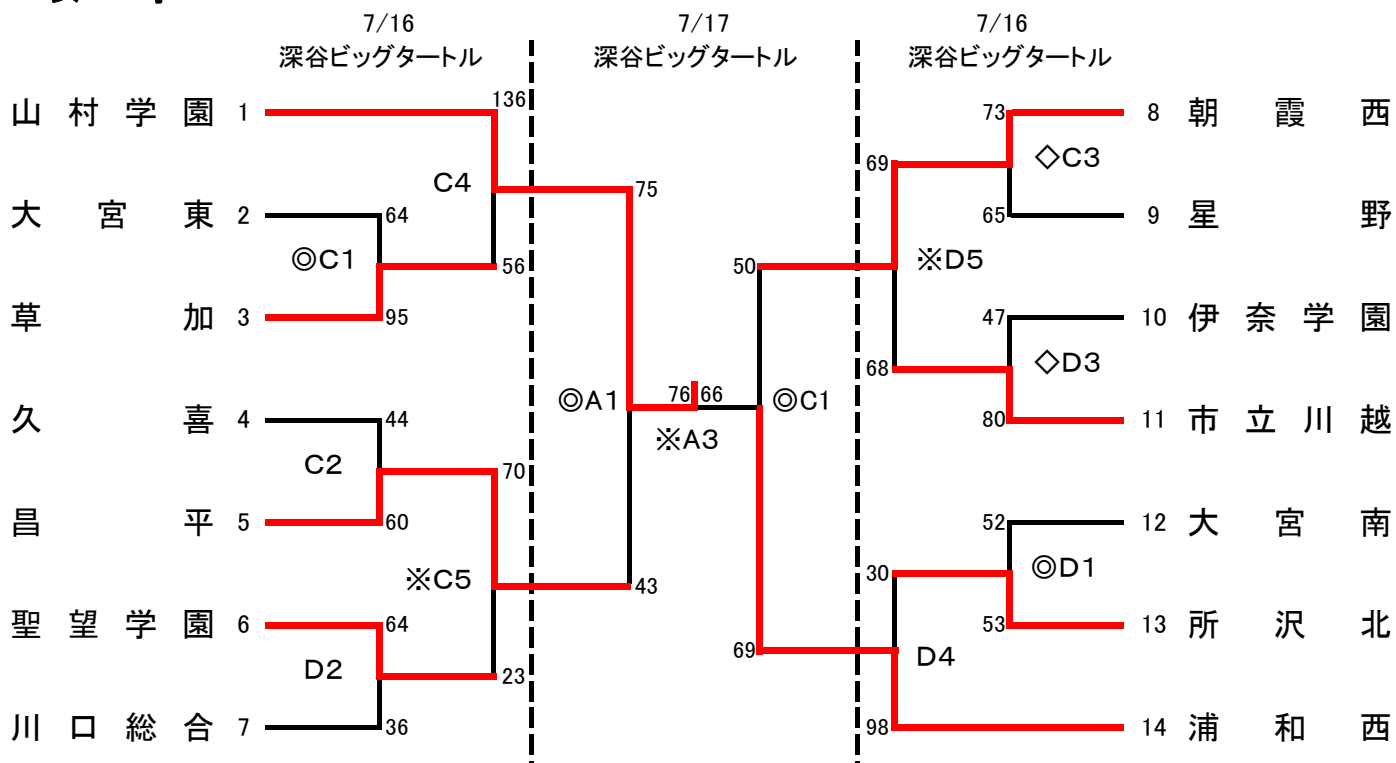 7/16 7/17 7/16
深谷ビッグタートル 深谷ビッグタートル 深谷ビッグタートル
山村学園 1 136 73 8 朝霞西
◇C3
69
C4 75
大宮東 2 64 65 9 星野
◎C1 ※D5
56 50
草加 3 95 47 10 伊奈学園
◇D3
68
76 66
◎A1 ◎C1
久喜 4 44 80 11 市立川越
※A3
C2 70
昌平 5 60 52 12 大宮南
◎D1
※C5 43 30
聖望学園 6 64 53 13 所沢北
69 D4
D2 23
川口総合 7 36 98 14 浦和西